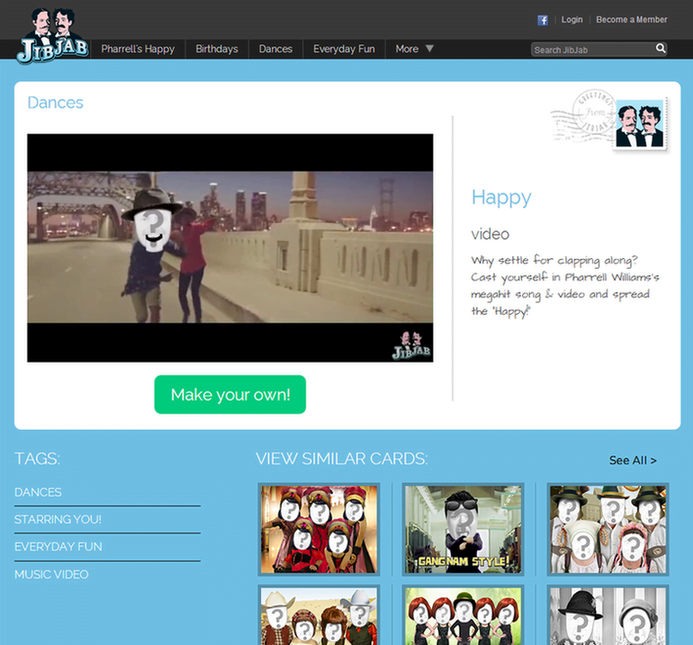 Login
Become a Member
JIBJAB
Pharrell's Happy
Birthdays
Dances
Everyday Fun
More
Search JibJab
Dances
GREETINGS
from
JIBJAB
?
JIBJAB
Happy
video
Why settle for clapping along?
Cast yourself in Pharrell Williams's
megahit song & video and spread
the "Happy!"
Make your own!
TAGS:
DANCES
STARRING YOU!
EVERYDAY FUN
MUSIC VIDEO
VIEW SIMILAR CARDS:
See All >
GANGNAM STYLE!